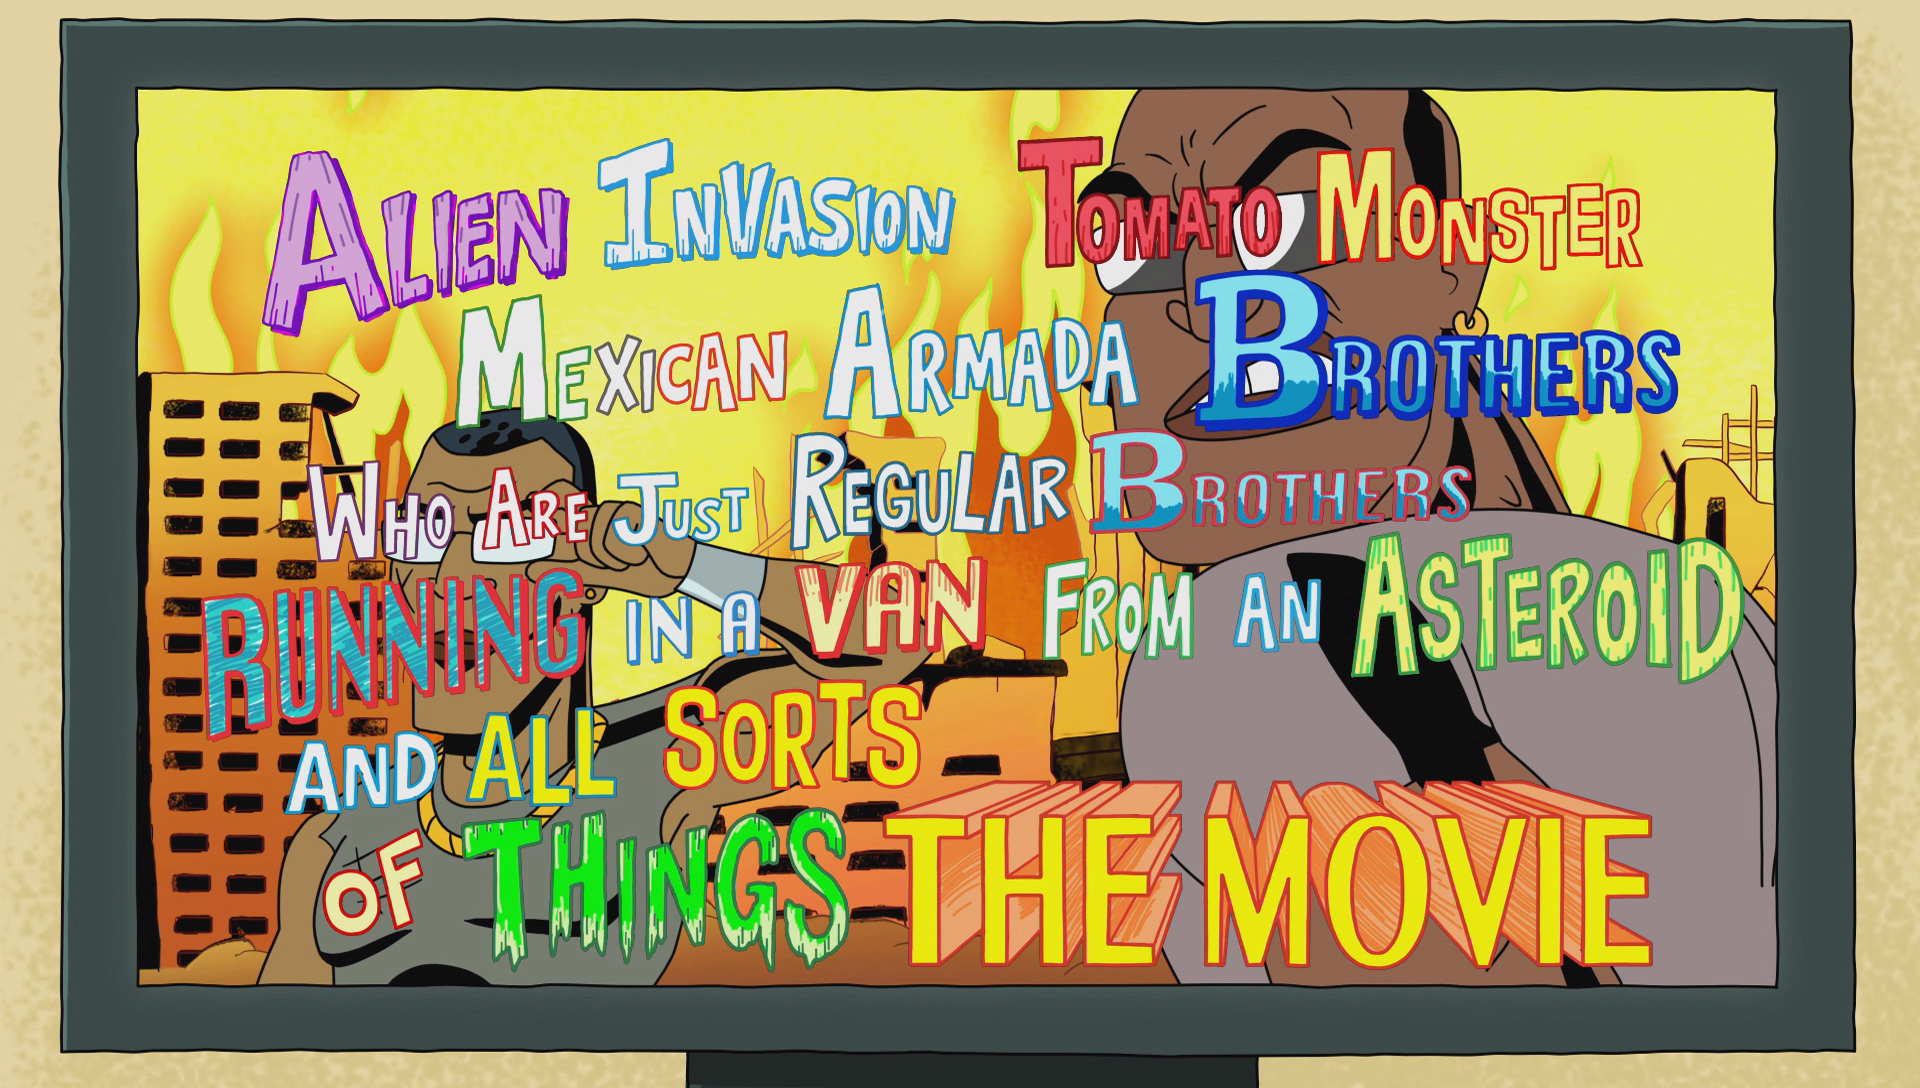 ALIEN INVASION TOMATO MONSTER
MEXICAN ARMADA BROTHERS
WHO ARE JUST REGULAR BROTHERS
RUNNING IN A VAN FROM AN ASTEROID
AND ALL SORTS
OF THINGS THE MOVIE